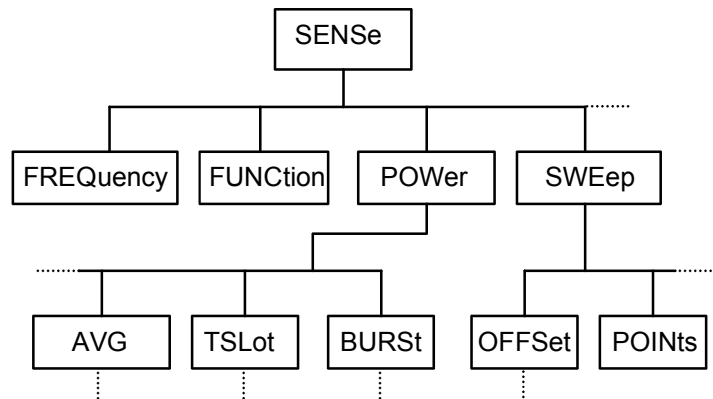 SENSe
FREQuency FUNCtion POWer SWEep
AVG TSLot BURSt OFFSet POINts